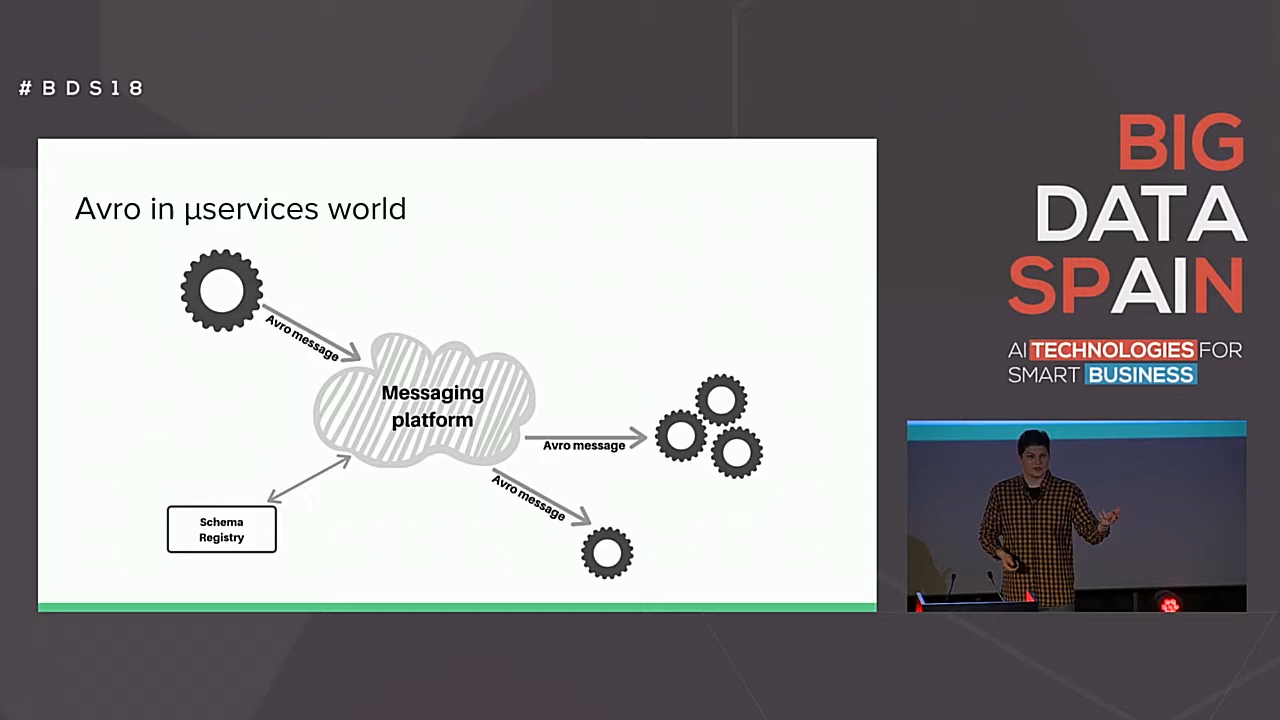 #BDS18
BIG
DATA
SPAIN
AI TECHNOLOGIES FOR
SMART BUSINESS
Avro in µservices world
Avro message
Messaging
platform
Avro message
Avro message
Schema
Registry